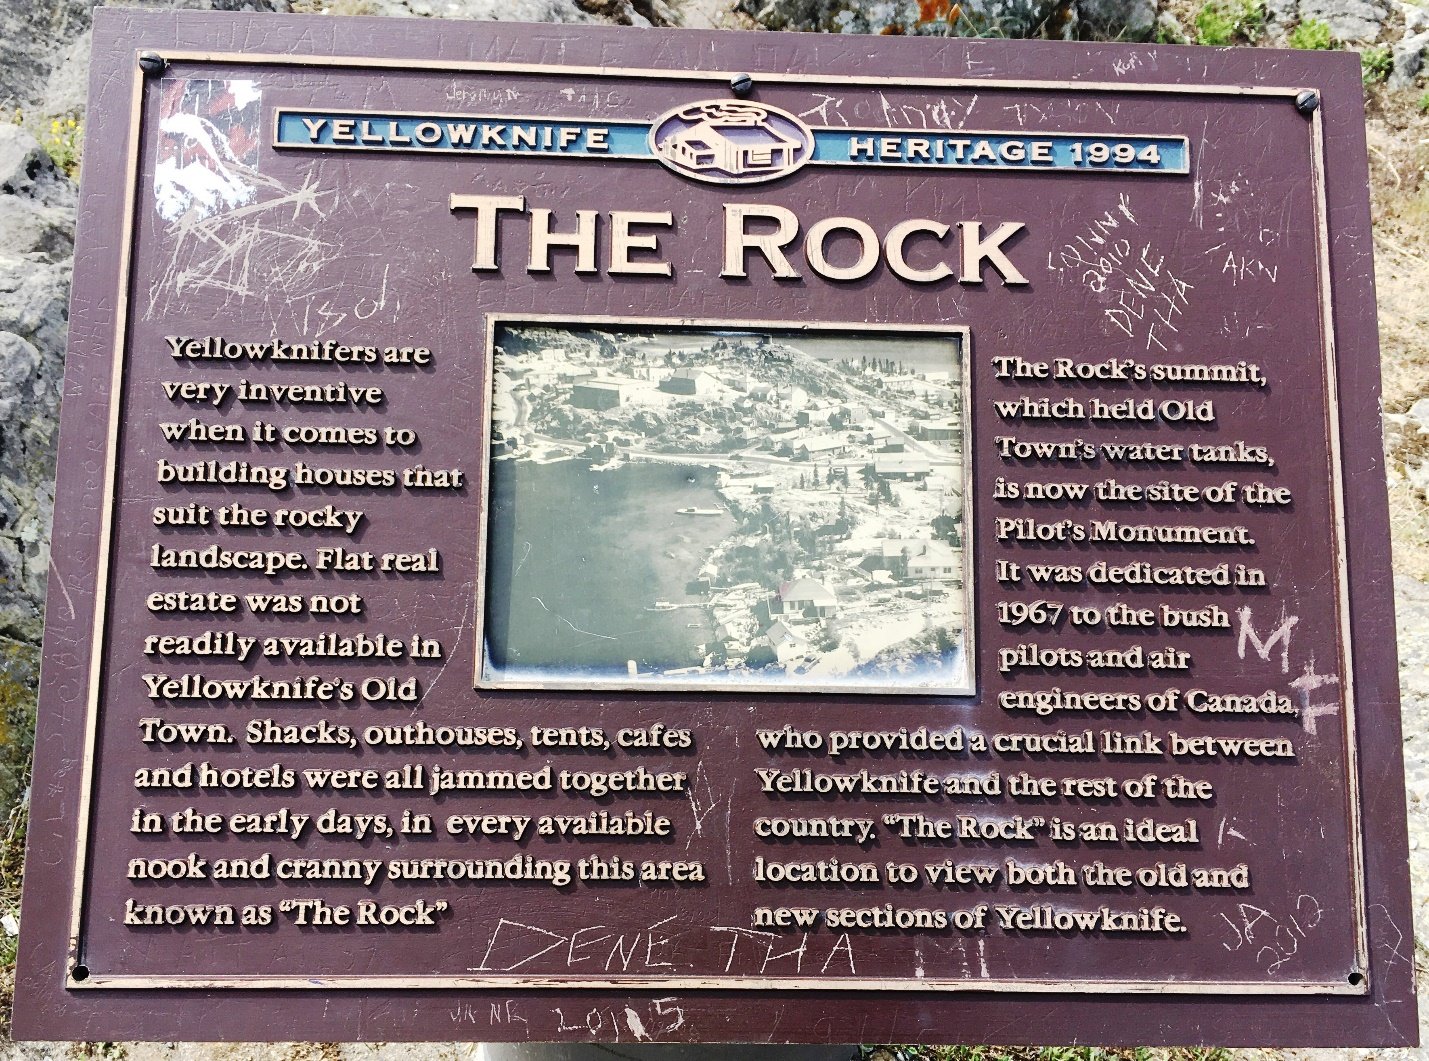 YELLOWKNIFE HERITAGE 1994
THE ROCK
Yellowknifers are
very inventive
when it comes to
building houses that
suit the rocky
landscape. Flat real
estate was not
readily available in
Yellowknife's Old
Town. Shacks, outhouses, tents, cafes
and hotels were all jammed together
in the early days, in every available
nook and cranny surrounding this area
known as "The Rock"
The Rock's summit,
which held Old
Town's water tanks,
is now the site of the
Pilot's Monument.
It was dedicated in
1967 to the bush
pilots and air
engineers of Canada,
who provided a crucial link between
Yellowknife and the rest of the
country. "The Rock" is an ideal
location to view both the old and
new sections of Yellowknife.
2010
DENE
THA
AKN
M
F
DENE THA
JA
2012